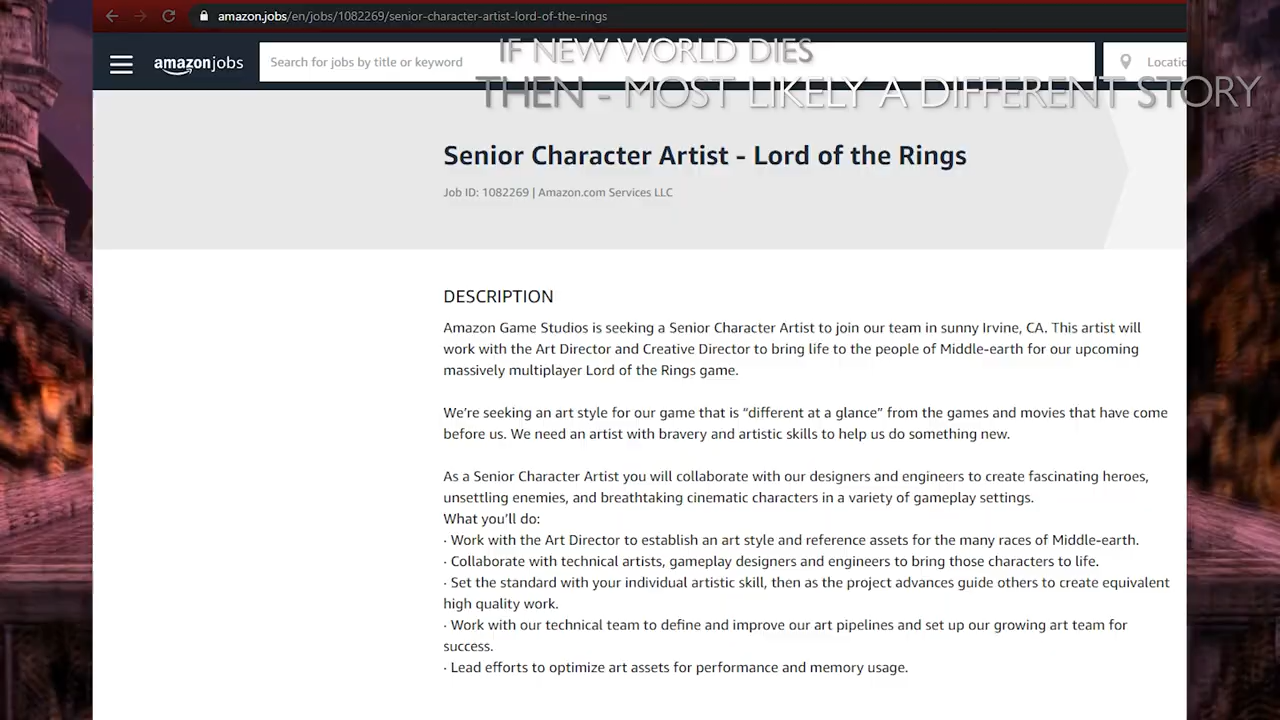 amazon.jobs/en/jobs/1082269/senior-character-artist-lord-of-the-rings
IF NEW WORLD DIES
amazonjobs
Search for jobs by title or keyword
Locatio
THEN - MOST LIKELY A DIFFERENT STORY
Senior Character Artist - Lord of the Rings
Job ID: 1082269 | Amazon.com Services LLC
DESCRIPTION
Amazon Game Studios is seeking a Senior Character Artist to join our team in sunny Irvine, CA. This artist will
work with the Art Director and Creative Director to bring life to the people of Middle-earth for our upcoming
massively multiplayer Lord of the Rings game.
We're seeking an art style for our game that is “different at a glance” from the games and movies that have come
before us. We need an artist with bravery and artistic skills to help us do something new.
As a Senior Character Artist you will collaborate with our designers and engineers to create fascinating heroes,
unsettling enemies, and breathtaking cinematic characters in a variety of gameplay settings.
What you'll do:
· Work with the Art Director to establish an art style and reference assets for the many races of Middle-earth.
· Collaborate with technical artists, gameplay designers and engineers to bring those characters to life.
· Set the standard with your individual artistic skill, then as the project advances guide others to create equivalent
high quality work.
· Work with our technical team to define and improve our art pipelines and set up our growing art team for
success.
· Lead efforts to optimize art assets for performance and memory usage.